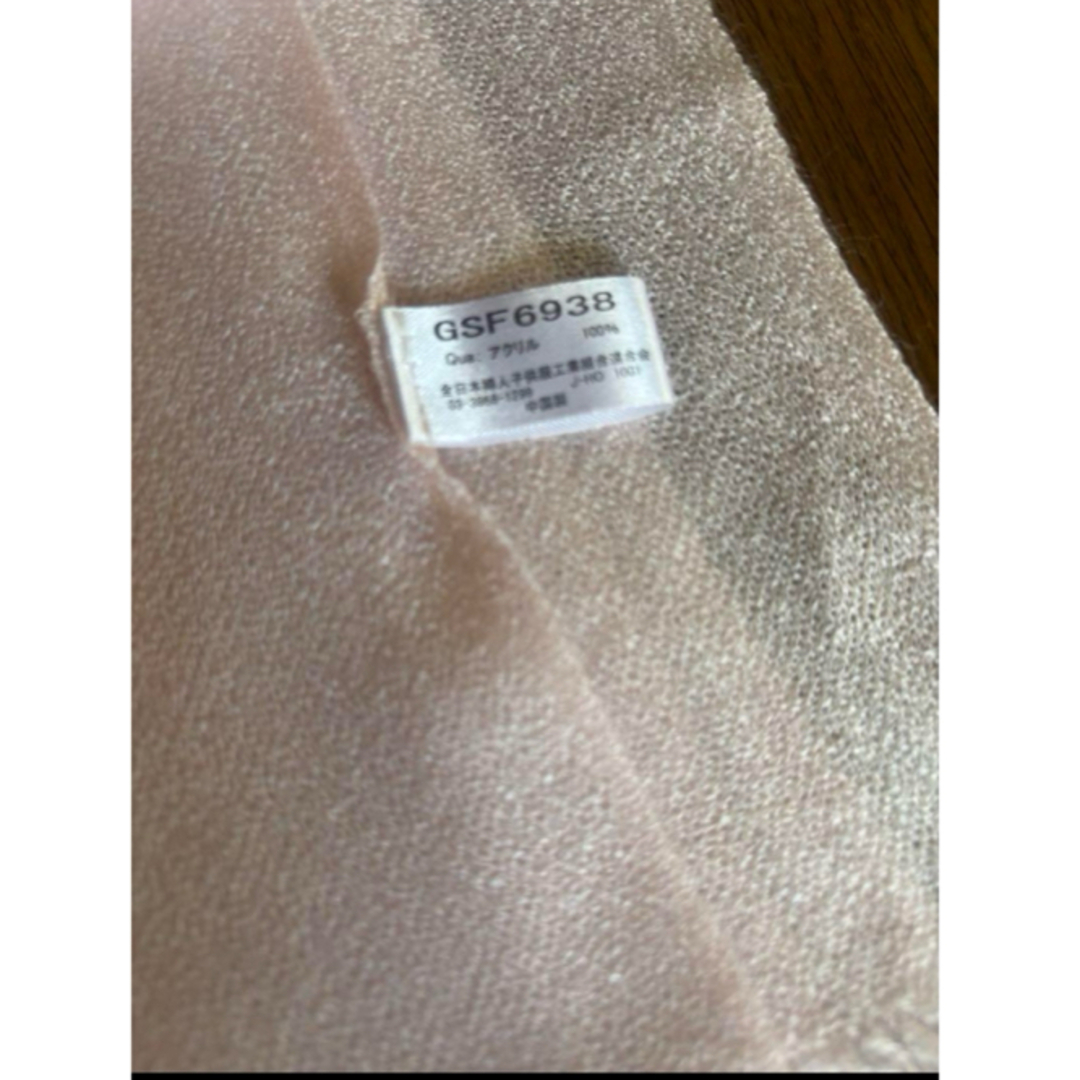 GSF6938
Qua: アクリル 100%
全日本婦人子供服工業組合連合会
J-HO 1001
中国製